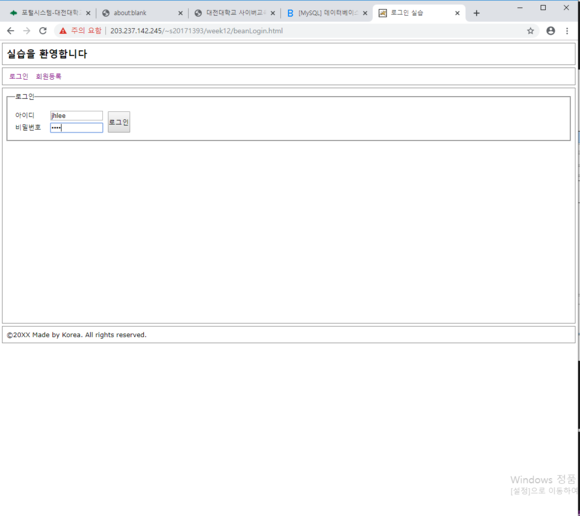 포털시스템-대전대학
about:blank
대전대학교 사이버교
[MySQL] 데이터베이스
로그인 실습
주의 요함 | 203.237.142.245/~s20171393/week12/beanLogin.html
실습을 환영합니다
로그인 회원등록
로그인
아이디 jhlee
비밀번호 ••••
로그인
©20XX Made by Korea. All rights reserved.
Windows 정품
[설정]으로 이동하여